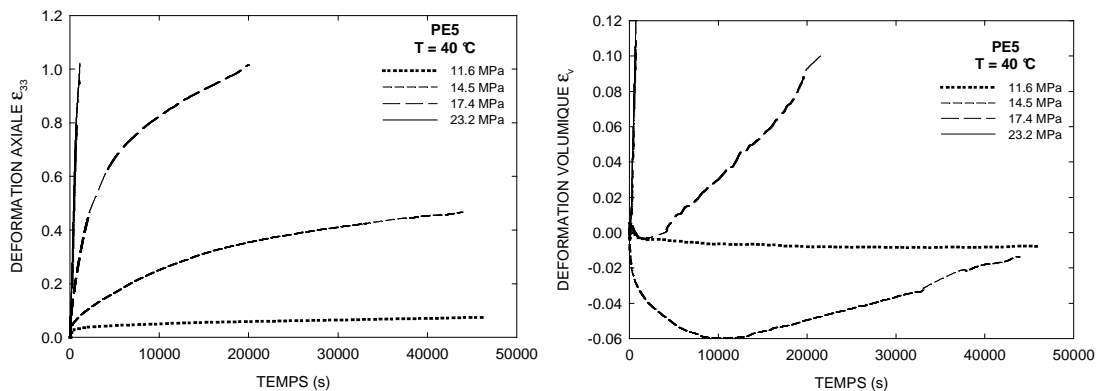 1.2
1.0
0.8
0.6
0.4
0.2
0.0
DEFORMATION AXIALE ε33
PE5
T = 40 °C
11.6 MPa
14.5 MPa
17.4 MPa
23.2 MPa
0 10000 20000 30000 40000 50000
TEMPS (s)
0.12
0.10
0.08
0.06
0.04
0.02
0.00
-0.02
-0.04
-0.06
DEFORMATION VOLUMIQUE εv
PE5
T = 40 °C
11.6 MPa
14.5 MPa
17.4 MPa
23.2 MPa
0 10000 20000 30000 40000 50000
TEMPS (s)